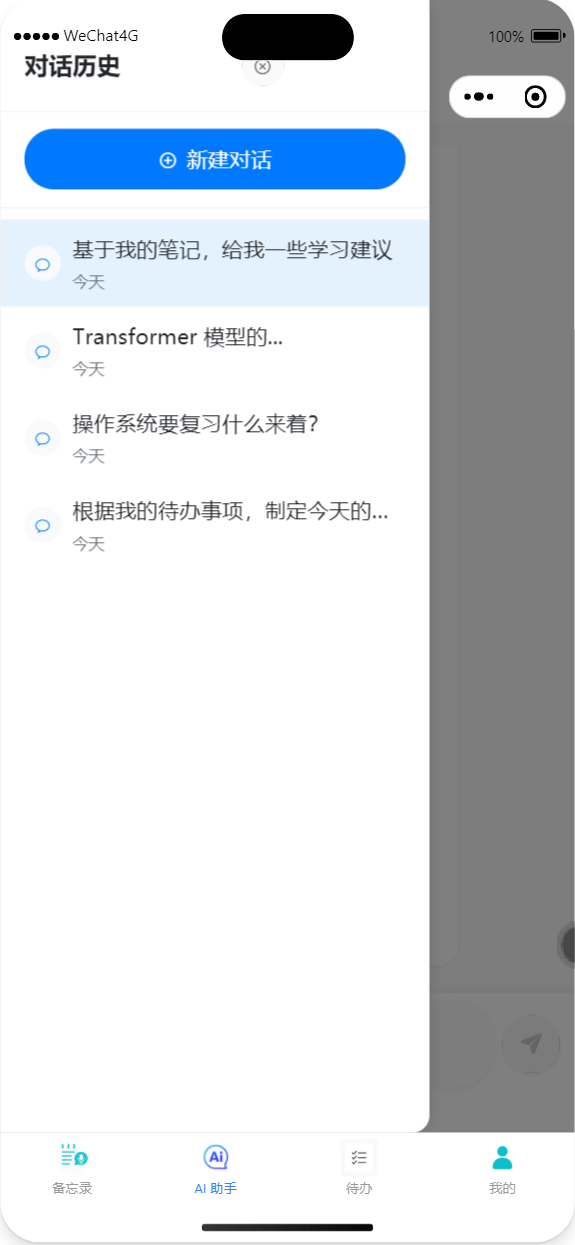 WeChat4G
100%
对话历史
新建对话
基于我的笔记，给我一些学习建议
今天
Transformer 模型的...
今天
操作系统要复习什么来着？
今天
根据我的待办事项，制定今天的...
今天
备忘录
Ai
AI 助手
待办
我的